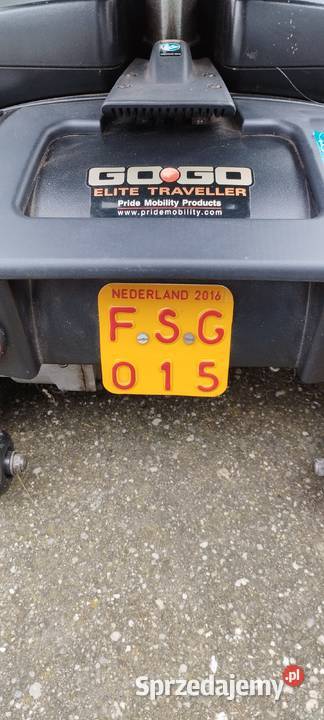 GO GO
ELITE TRAVELLER
Pride Mobility Products
www.pridemobility.com
NEDERLAND 2016
F S G
0 1 5
Sprzedajemy.pl